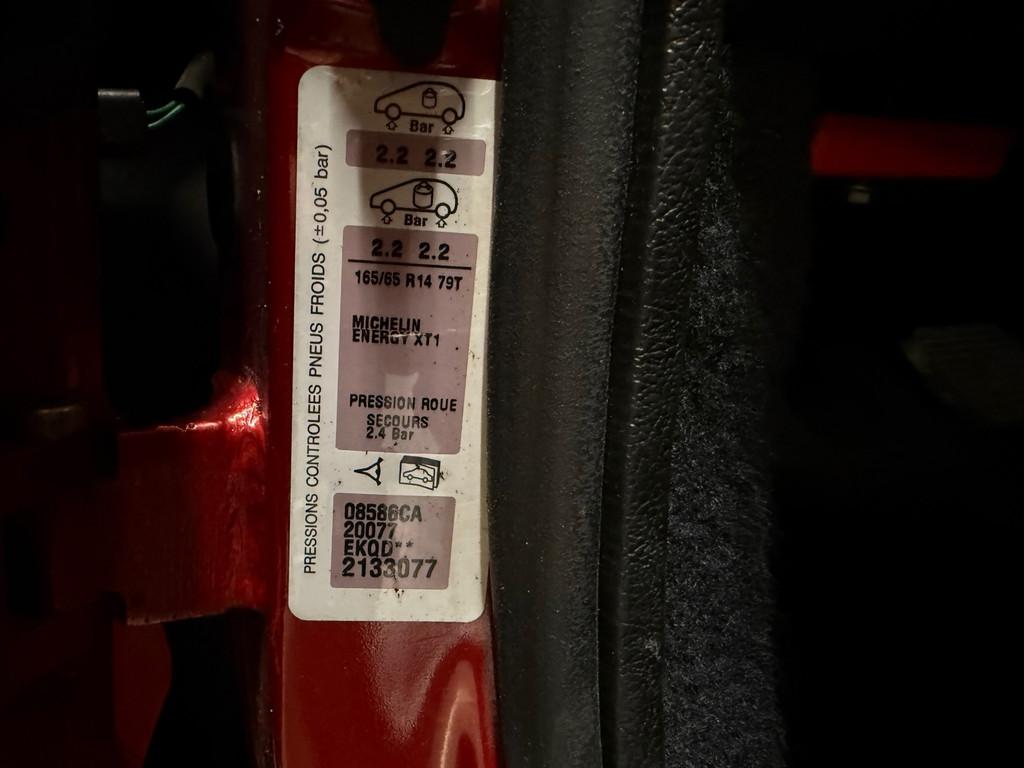 PRESSIONS CONTROLEES PNEUS FROIDS (±0,05 bar)
Bar
2.2 2.2
Bar
2.2 2.2
165/65 R14 79T
MICHELIN
ENERGY XT1
PRESSION ROUE
SECOURS
2.4 Bar
08586CA
20077
EKQD**
2133077